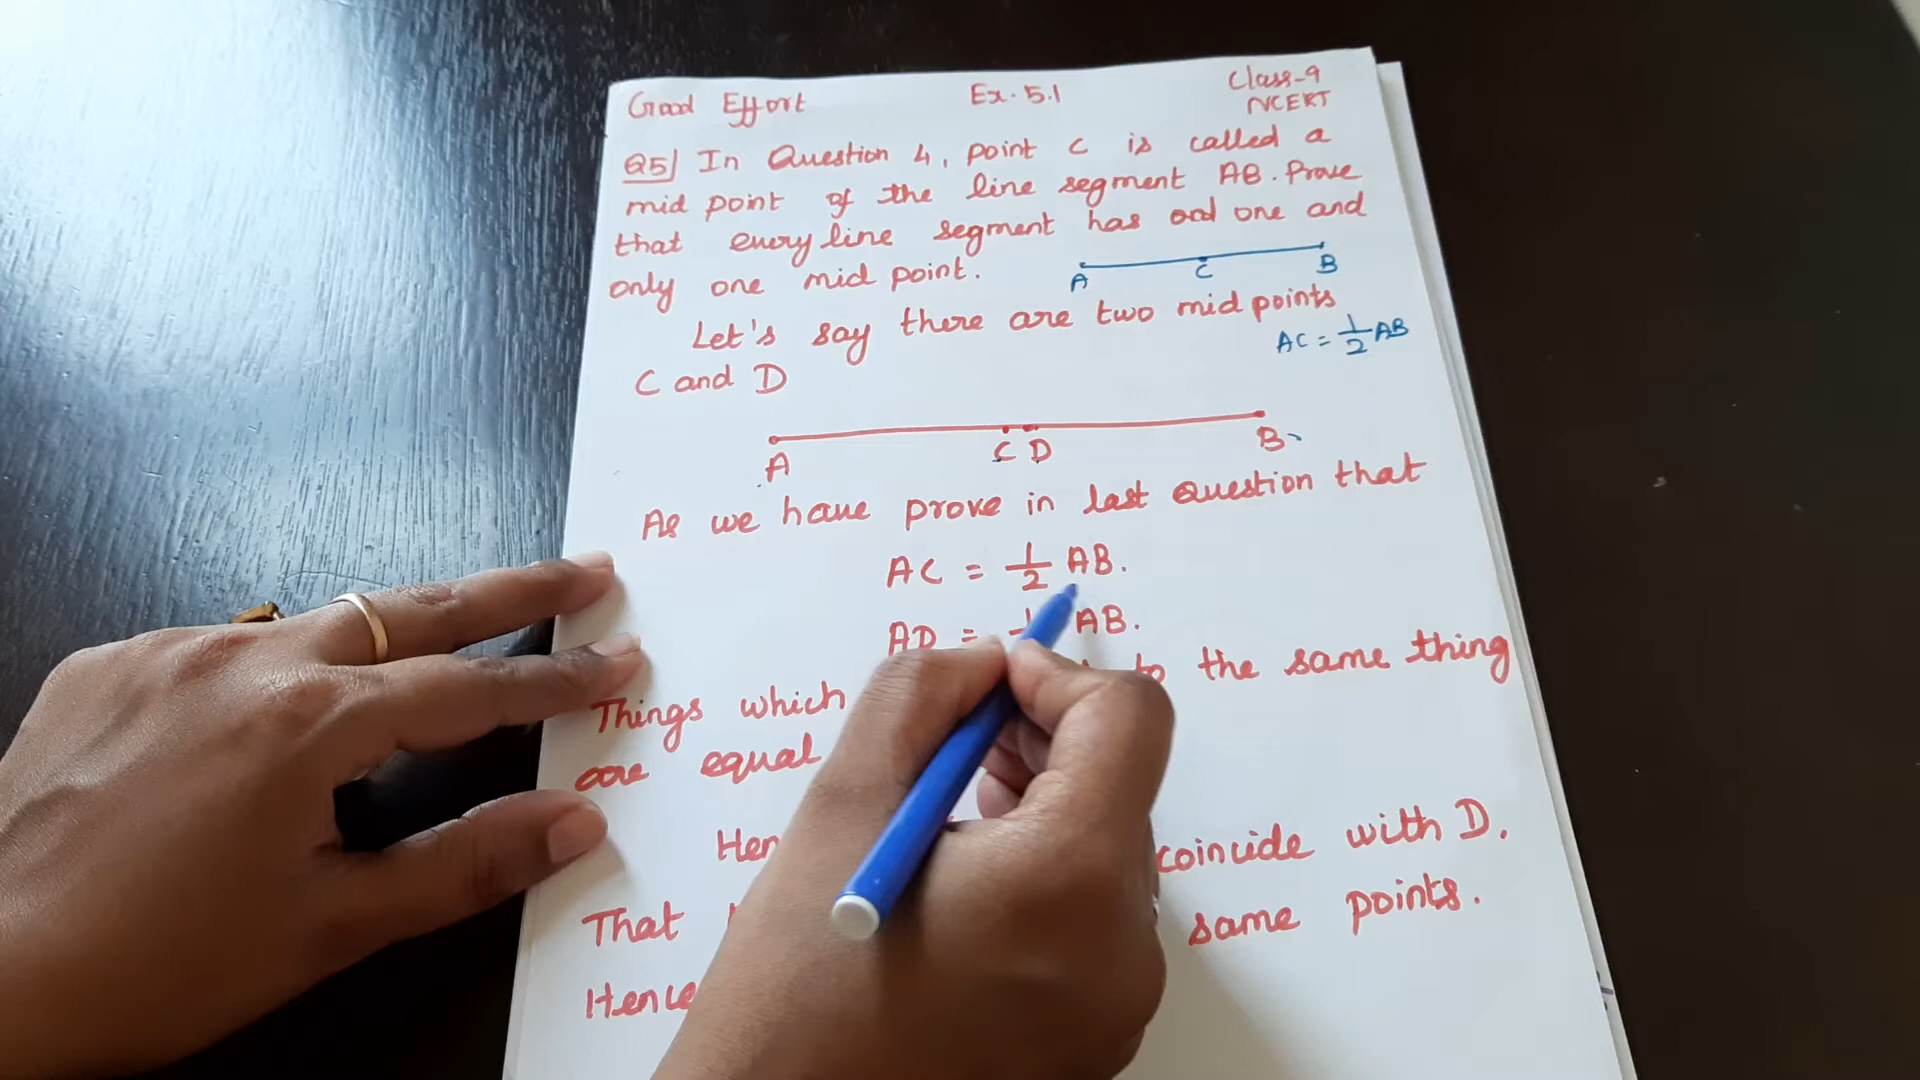 Good Effort Ex. 5.1 Class-9
NCERT
Q5) In Question 4, point C is called a
mid point of the line segment AB. Prove
that every line segment has one and
only one mid point.
A C B
Let's say there are two mid points
AC = 1/2 AB
C and D
A C D B
As we have prove in last question that
AC = 1/2 AB.
AD = AB.
Things which to the same thing
are equal
coincide with D.
That same points.
Hence